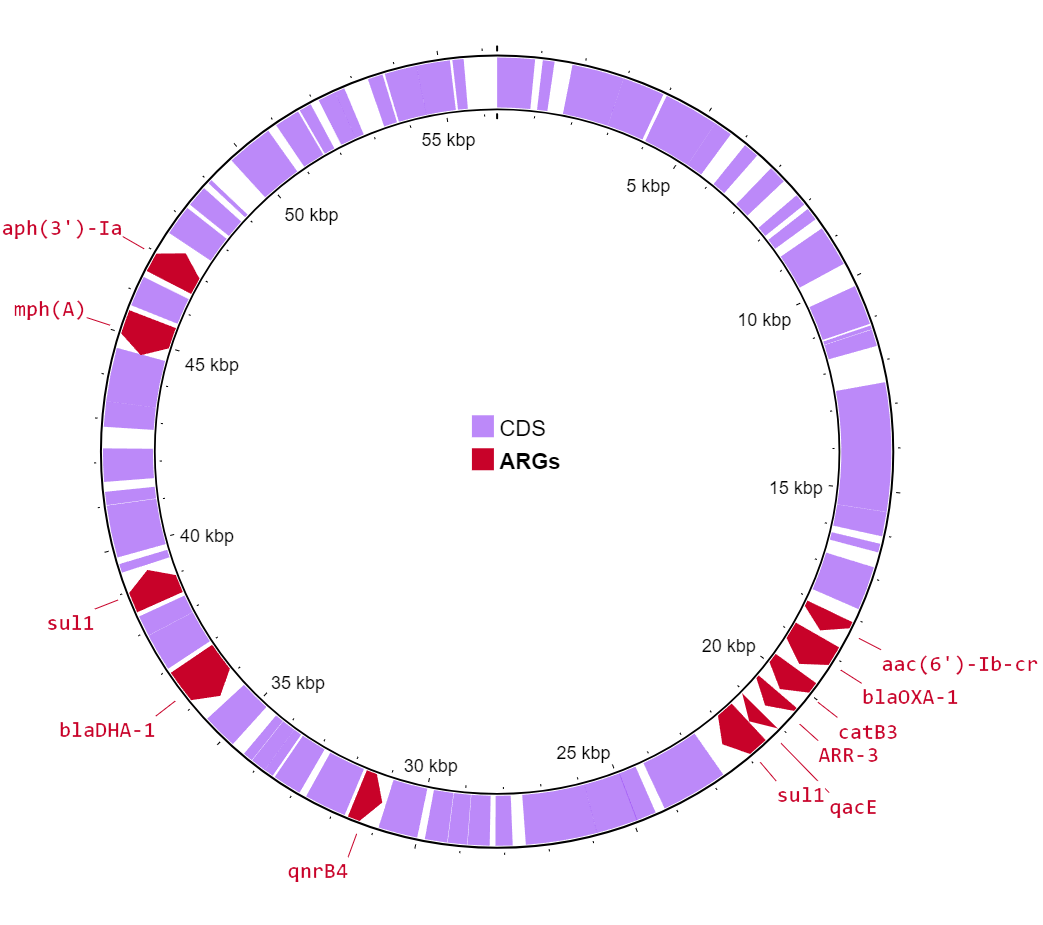 55 kbp
5 kbp
50 kbp
aph(3')-Ia
mph(A)
10 kbp
45 kbp
CDS
ARGs
15 kbp
40 kbp
sul1
20 kbp
aac(6')-Ib-cr
35 kbp
blaOXA-1
blaDHA-1
catB3
ARR-3
25 kbp
30 kbp
sul1
qacE
qnrB4